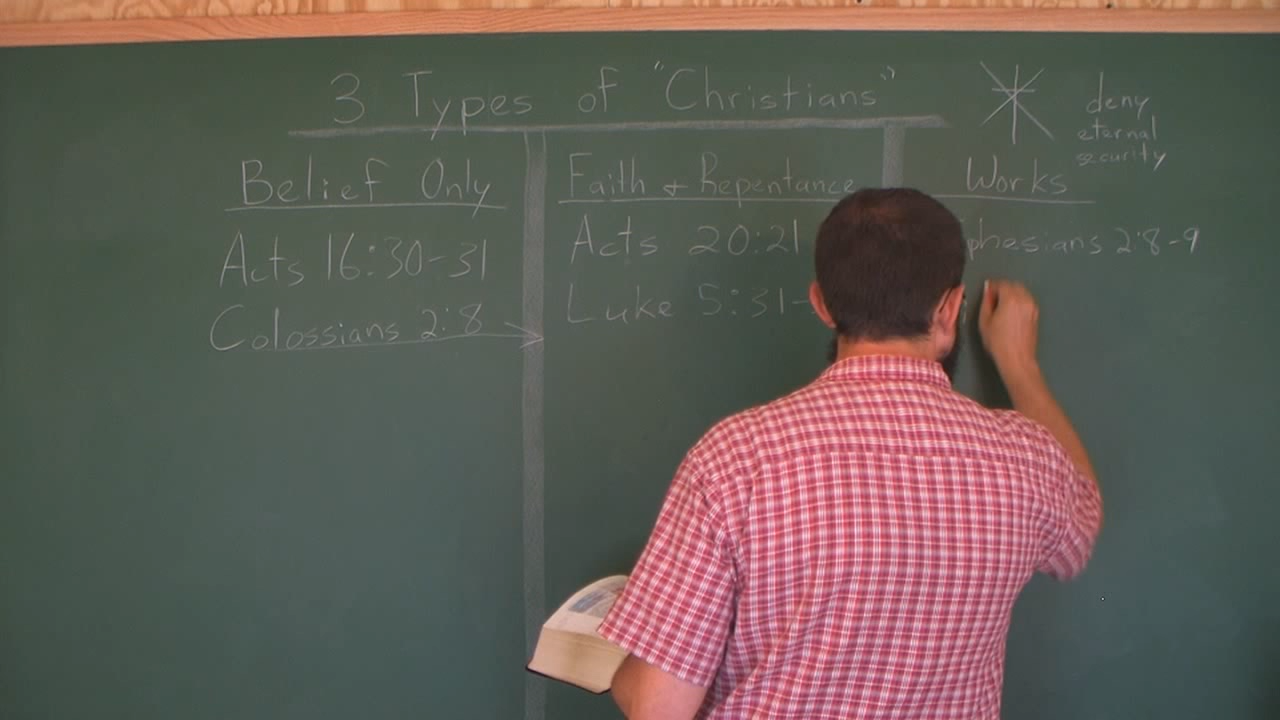 3 Types of "Christians"
deny
eternal
security
Belief Only
Faith & Repentance
Works
Acts 16:30-31
Acts 20:21
2:8-9
Colossians 2:8
Luke 5:31-